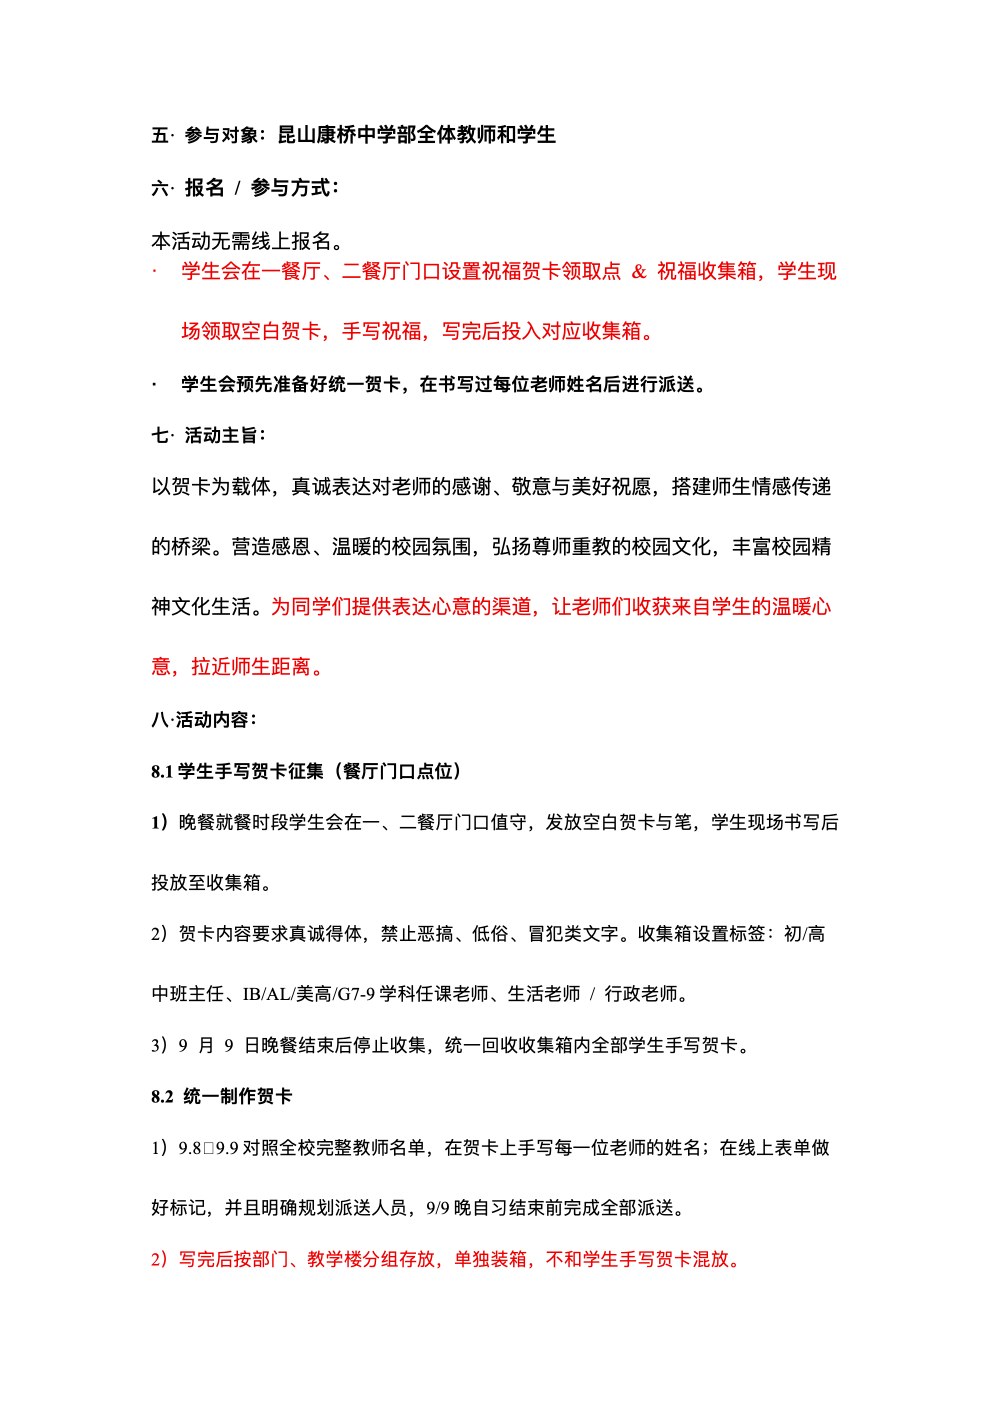 五· 参与对象：昆山康桥中学部全体教师和学生
六· 报名 / 参与方式：
本活动无需线上报名。
· 学生会在一餐厅、二餐厅门口设置祝福贺卡领取点 & 祝福收集箱，学生现
场领取空白贺卡，手写祝福，写完后投入对应收集箱。
· 学生会预先准备好统一贺卡，在书写过每位老师姓名后进行派送。
七· 活动主旨：
以贺卡为载体，真诚表达对老师的感谢、敬意与美好祝愿，搭建师生情感传递
的桥梁。营造感恩、温暖的校园氛围，弘扬尊师重教的校园文化，丰富校园精
神文化生活。为同学们提供表达心意的渠道，让老师们收获来自学生的温暖心
意，拉近师生距离。
八·活动内容：
8.1学生手写贺卡征集（餐厅门口点位）
1）晚餐就餐时段学生会在一、二餐厅门口值守，发放空白贺卡与笔，学生现场书写后
投放至收集箱。
2）贺卡内容要求真诚得体，禁止恶搞、低俗、冒犯类文字。收集箱设置标签：初/高
中班主任、IB/AL/美高/G7-9学科任课老师、生活老师 / 行政老师。
3）9 月 9 日晚餐结束后停止收集，统一回收收集箱内全部学生手写贺卡。
8.2 统一制作贺卡
1）9.8□9.9对照全校完整教师名单，在贺卡上手写每一位老师的姓名；在线上表单做
好标记，并且明确规划派送人员，9/9晚自习结束前完成全部派送。
2）写完后按部门、教学楼分组存放，单独装箱，不和学生手写贺卡混放。